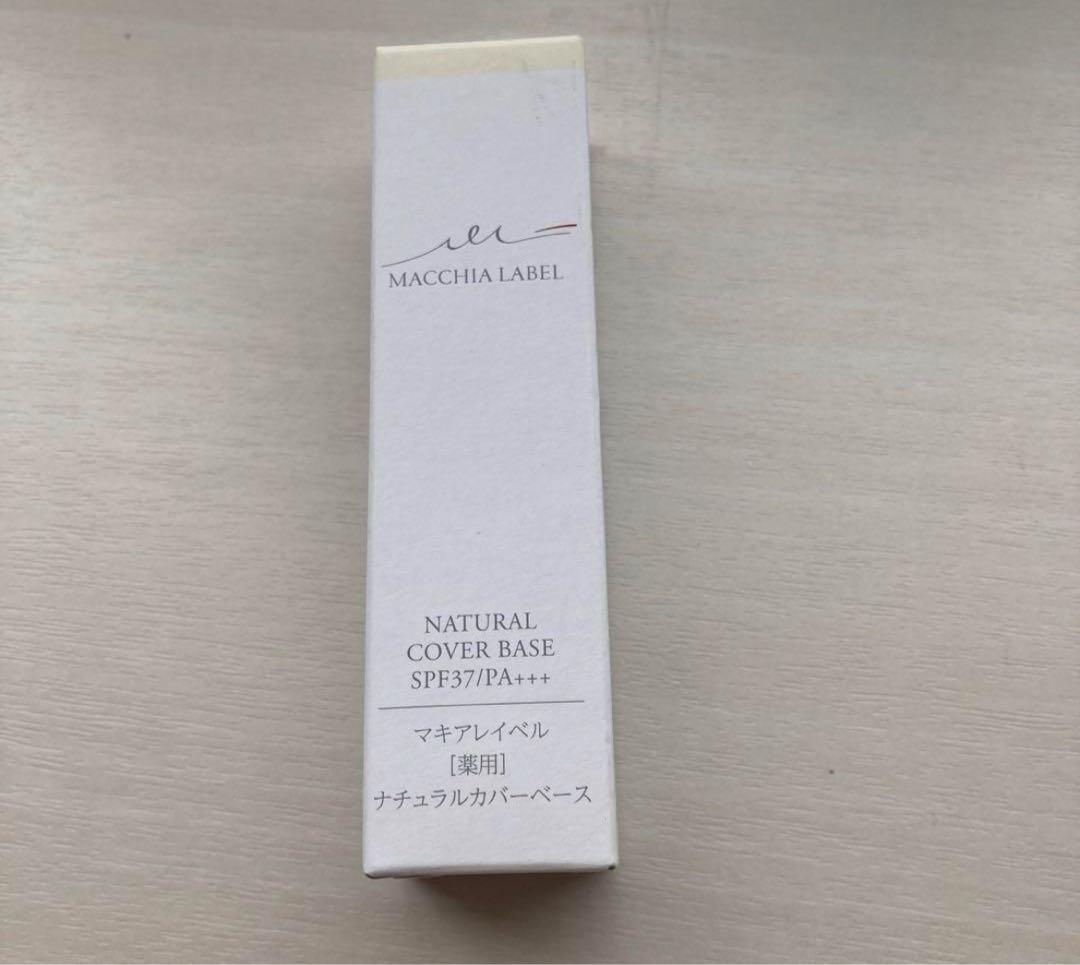 MACCHIA LABEL
NATURAL
COVER BASE
SPF37/PA+++
マキアレイベル
[薬用]
ナチュラルカバーベース